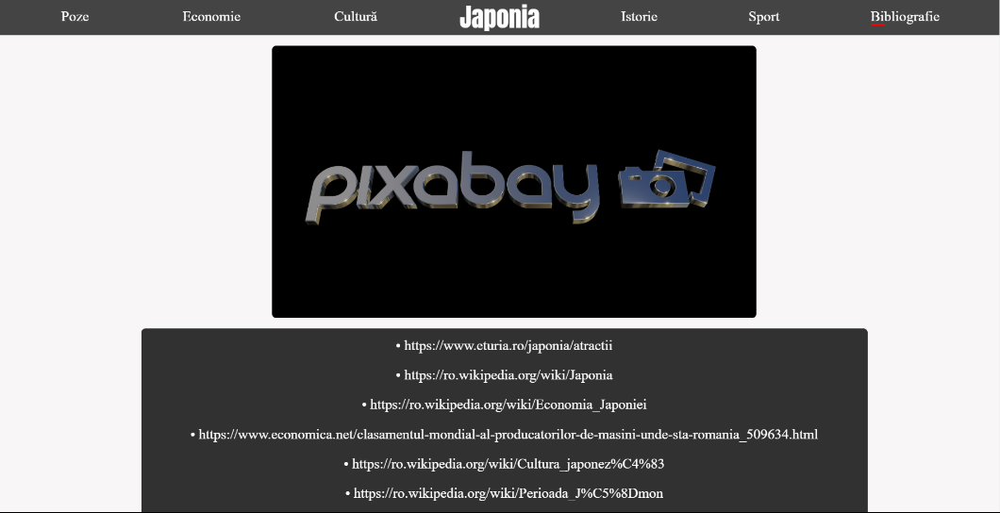 Poze Economie Cultură Japonia Istorie Sport Bibliografie
pixabay
• https://www.cturia.ro/japonia/atractii
• https://ro.wikipedia.org/wiki/Japonia
• https://ro.wikipedia.org/wiki/Economia_Japoniei
• https://www.economica.net/clasamentul-mondial-al-producatorilor-de-masini-unde-sta-romania_509634.html
• https://ro.wikipedia.org/wiki/Cultura_japonez%C4%83
• https://ro.wikipedia.org/wiki/Perioada_J%C5%8Dmon